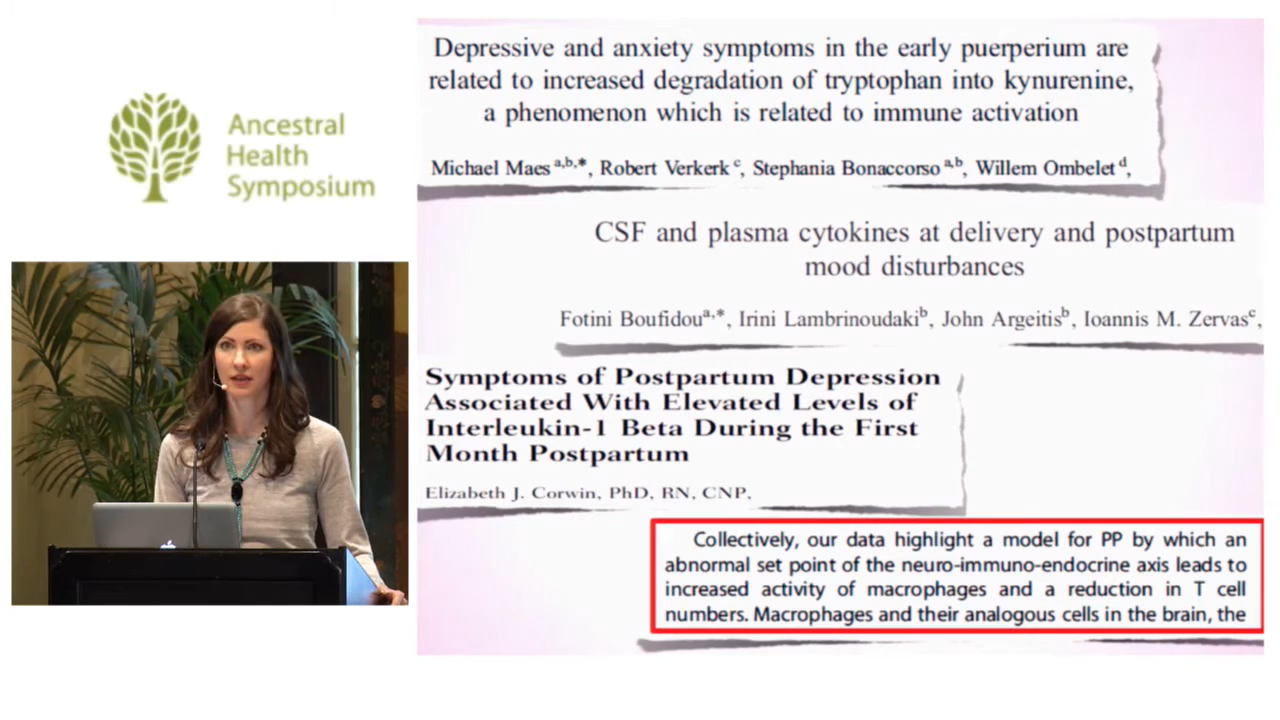 Ancestral
Health
Symposium
Depressive and anxiety symptoms in the early puerperium are
related to increased degradation of tryptophan into kynurenine,
a phenomenon which is related to immune activation
Michael Maes a,b,*, Robert Verkerk c, Stephania Bonaccorso a,b, Willem Ombelet d,
CSF and plasma cytokines at delivery and postpartum
mood disturbances
Fotini Boufidou a,*, Irini Lambrinoudaki b, John Argeitis b, Ioannis M. Zervas c,
Symptoms of Postpartum Depression
Associated With Elevated Levels of
Interleukin-1 Beta During the First
Month Postpartum
Elizabeth J. Corwin, PhD, RN, CNP,
Collectively, our data highlight a model for PP by which an
abnormal set point of the neuro-immuno-endocrine axis leads to
increased activity of macrophages and a reduction in T cell
numbers. Macrophages and their analogous cells in the brain, the